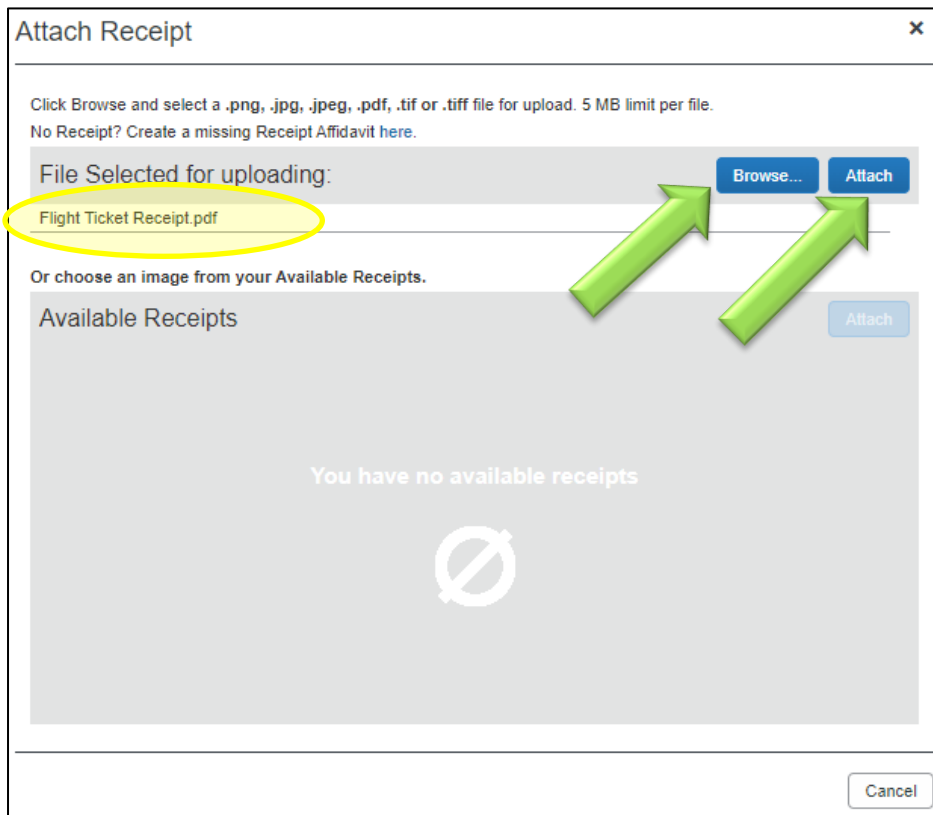 Attach Receipt ×
Click Browse and select a .png, .jpg, .jpeg, .pdf, .tif or .tiff file for upload. 5 MB limit per file.
No Receipt? Create a missing Receipt Affidavit here.
File Selected for uploading: Browse... Attach
Flight Ticket Receipt.pdf
Or choose an image from your Available Receipts.
Available Receipts Attach
You have no available receipts
Cancel